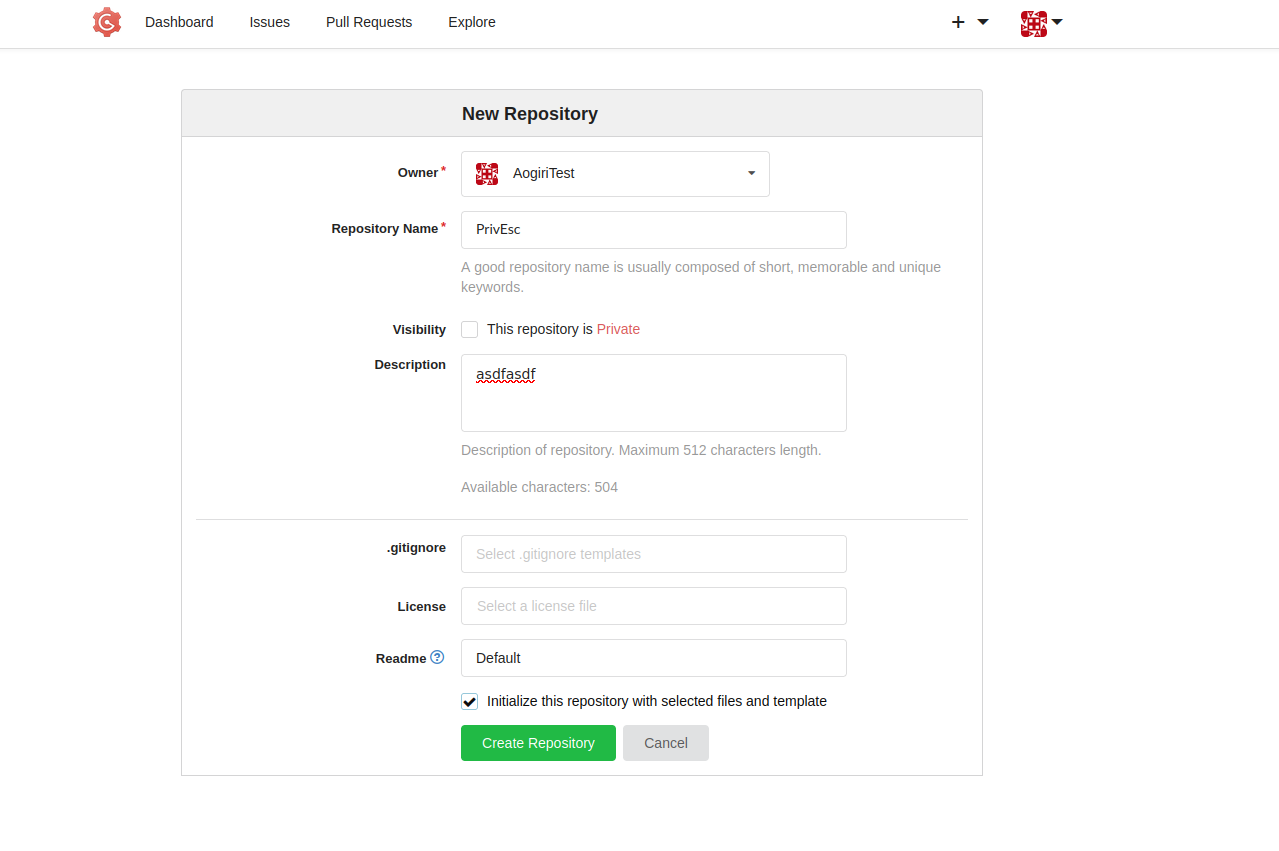 Dashboard Issues Pull Requests Explore
New Repository
Owner* AogiriTest
Repository Name* PrivEsc
A good repository name is usually composed of short, memorable and unique
keywords.
Visibility This repository is Private
Description asdfasdf
Description of repository. Maximum 512 characters length.
Available characters: 504
.gitignore Select .gitignore templates
License Select a license file
Readme Default
Initialize this repository with selected files and template
Create Repository Cancel